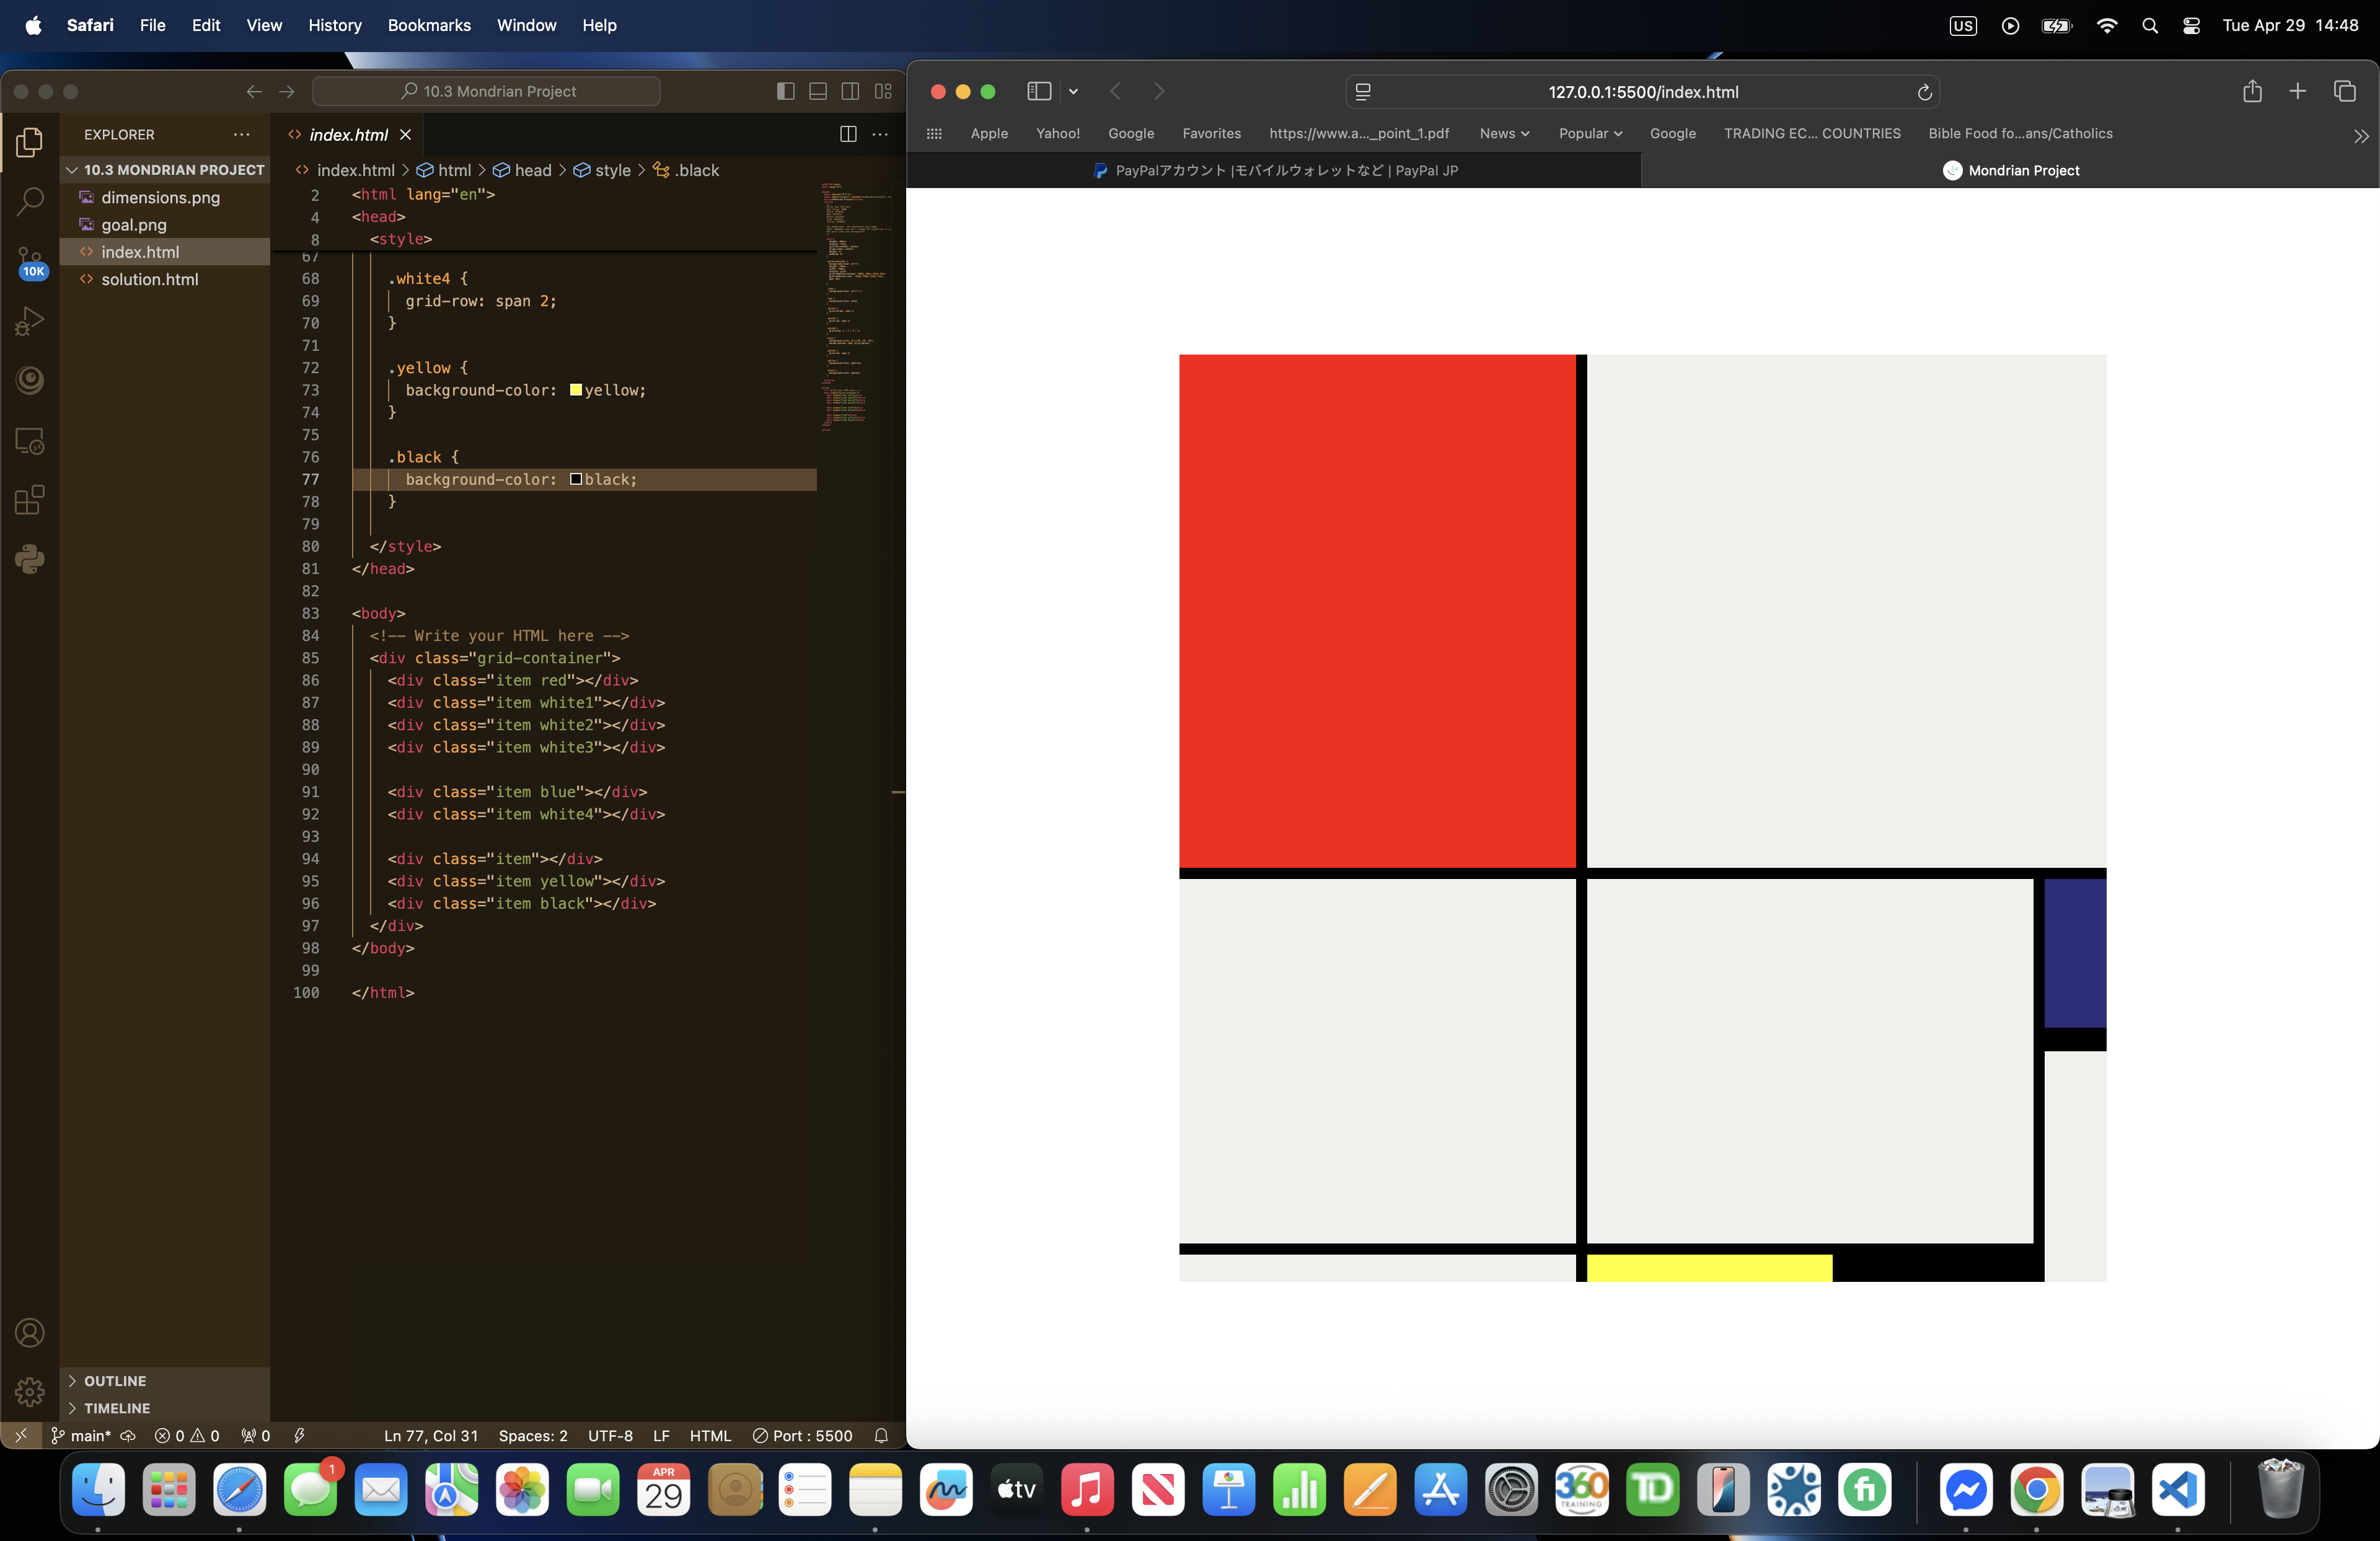 Safari File Edit View History Bookmarks Window Help US Tue Apr 29 14:48
10.3 Mondrian Project
EXPLORER
10.3 MONDRIAN PROJECT
dimensions.png
goal.png
index.html
solution.html
OUTLINE
TIMELINE
10K
index.html
index.html > html > head > style > .black
2 <html lang="en">
4 <head>
8 <style>
67
68 .white4 {
69 grid-row: span 2;
70 }
71
72 .yellow {
73 background-color: yellow;
74 }
75
76 .black {
77 background-color: black;
78 }
79
80 </style>
81 </head>
82
83 <body>
84 <!-- Write your HTML here -->
85 <div class="grid-container">
86 <div class="item red"></div>
87 <div class="item white1"></div>
88 <div class="item white2"></div>
89 <div class="item white3"></div>
90
91 <div class="item blue"></div>
92 <div class="item white4"></div>
93
94 <div class="item"></div>
95 <div class="item yellow"></div>
96 <div class="item black"></div>
97 </div>
98 </body>
99
100 </html>
main* 0 0 0 Ln 77, Col 31 Spaces: 2 UTF-8 LF HTML Port : 5500
127.0.0.1:5500/index.html
Apple Yahoo! Google Favorites https://www.a..._point_1.pdf News Popular Google TRADING EC... COUNTRIES Bible Food fo...ans/Catholics
PayPalアカウント |モバイルウォレットなど | PayPal JP
Mondrian Project
1
APR
29
tv
360
TRAINING
TD
fi